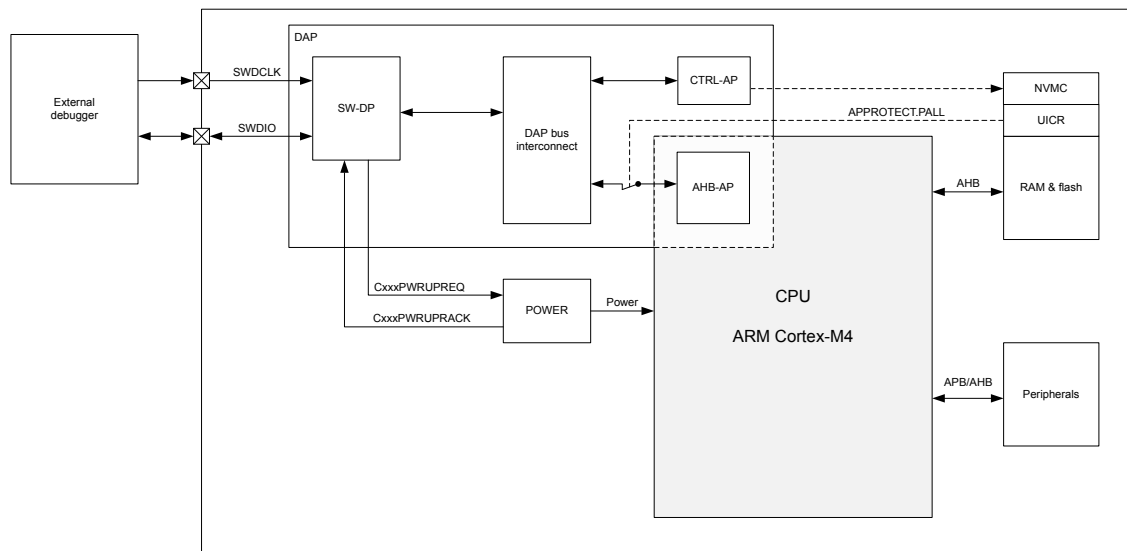 DAP
External
debugger
SWDCLK
SWDIO
SW-DP
DAP bus
interconnect
CTRL-AP
AHB-AP
NVMC
UICR
RAM & flash
APPROTECT.PALL
AHB
CxxxPWRUPREQ
CxxxPWRUPRACK
POWER
Power
CPU
ARM Cortex-M4
APB/AHB
Peripherals